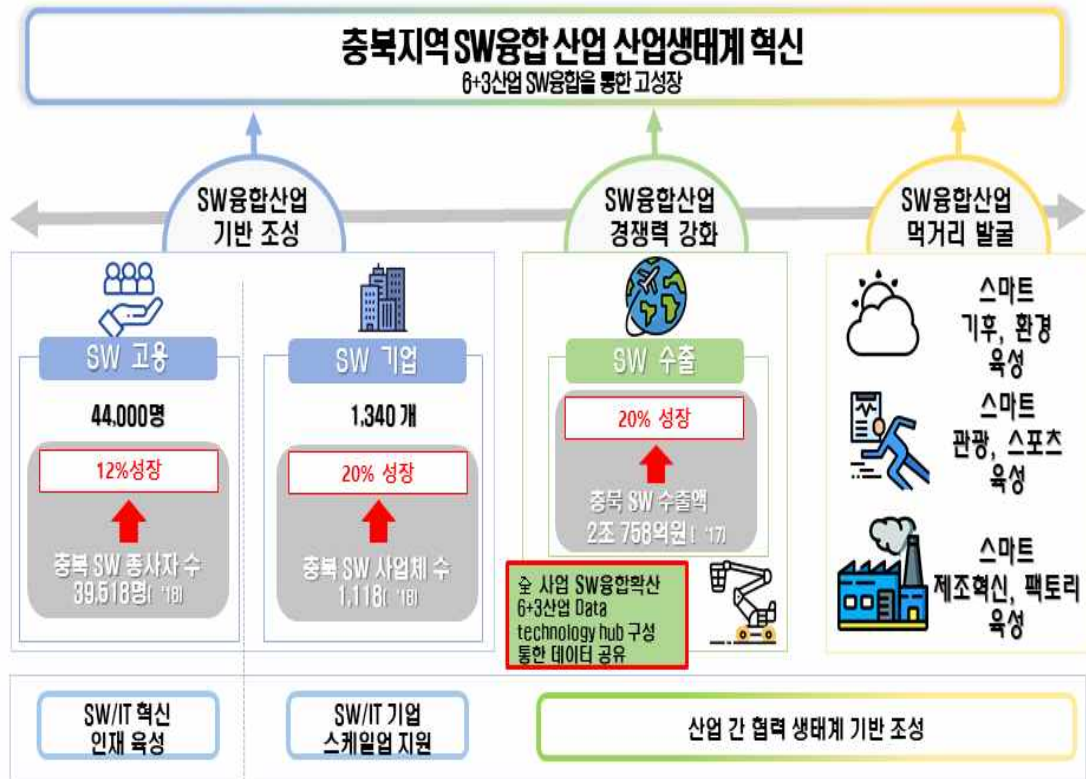 충북지역 SW융합 산업 산업생태계 혁신
6+3산업 SW융합을 통한 고성장
SW융합산업
기반 조성
SW융합산업
경쟁력 강화
SW융합산업
먹거리 발굴
SW 고용
44,000명
12%성장
충북 SW 종사자 수
39,518명( '18)
SW 기업
1,340 개
20% 성장
충북 SW 사업체 수
1,118( '18)
SW 수출
20% 성장
충북 SW 수출액
2조 758억원( '17)
全 사업 SW융합확산
6+3산업 Data
technology hub 구성
통한 데이터 공유
스마트
기후, 환경
육성
스마트
관광, 스포츠
육성
스마트
제조혁신, 팩토리
육성
SW/IT 혁신
인재 육성
SW/IT 기업
스케일업 지원
산업 간 협력 생태계 기반 조성